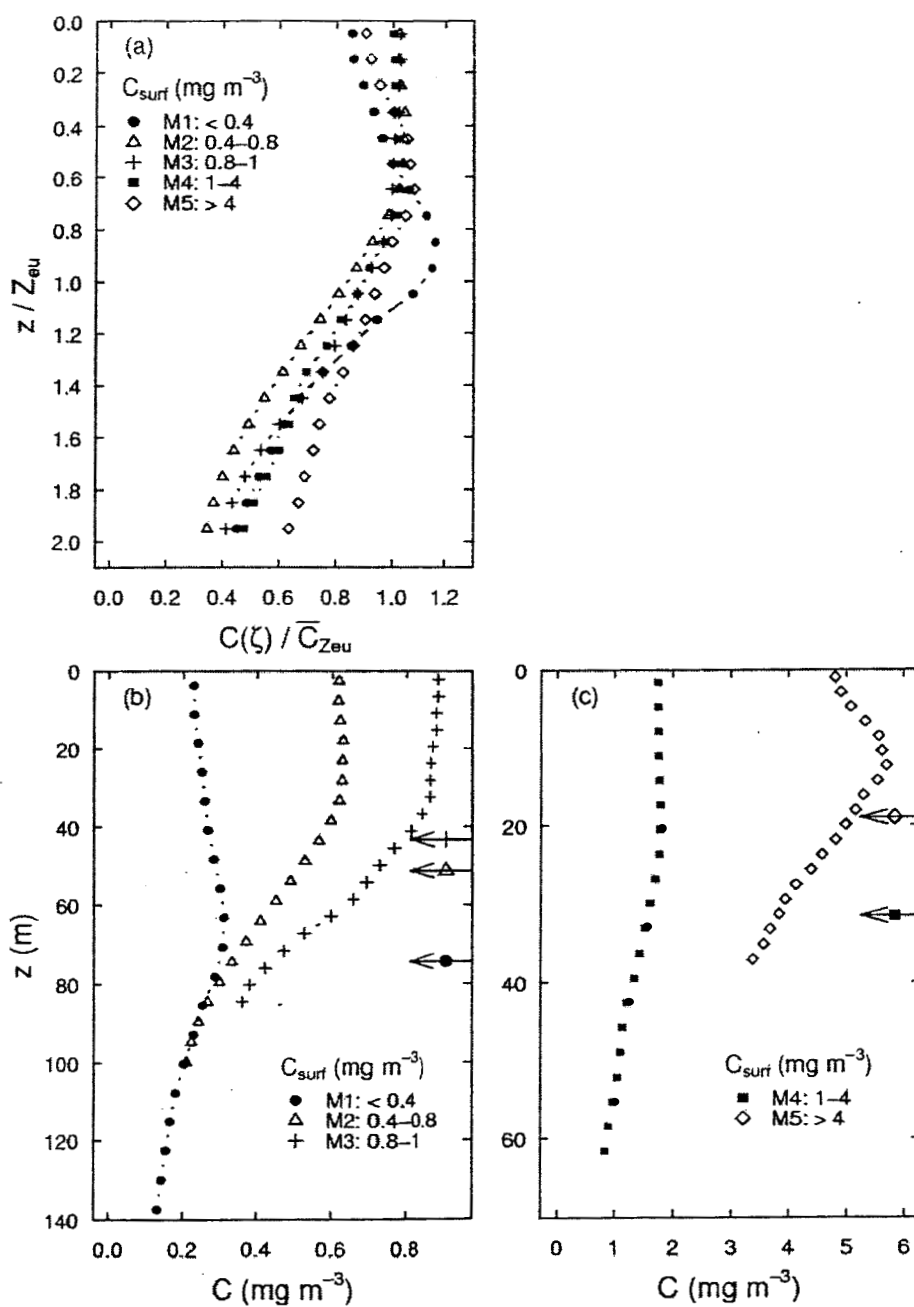 (a)
C_surf (mg m⁻³)
M1: < 0.4
M2: 0.4–0.8
M3: 0.8–1
M4: 1–4
M5: > 4
0.0
0.2
0.4
0.6
0.8
1.0
1.2
1.4
1.6
1.8
2.0
z / Z_eu
0.0 0.2 0.4 0.6 0.8 1.0 1.2
C(ζ) / C̅_Zeu
(b)
0
20
40
60
80
100
120
140
z (m)
C_surf (mg m⁻³)
M1: < 0.4
M2: 0.4–0.8
M3: 0.8–1
0.0 0.2 0.4 0.6 0.8
C (mg m⁻³)
(c)
0
20
40
60
C_surf (mg m⁻³)
M4: 1–4
M5: > 4
1 2 3 4 5 6
C (mg m⁻³)